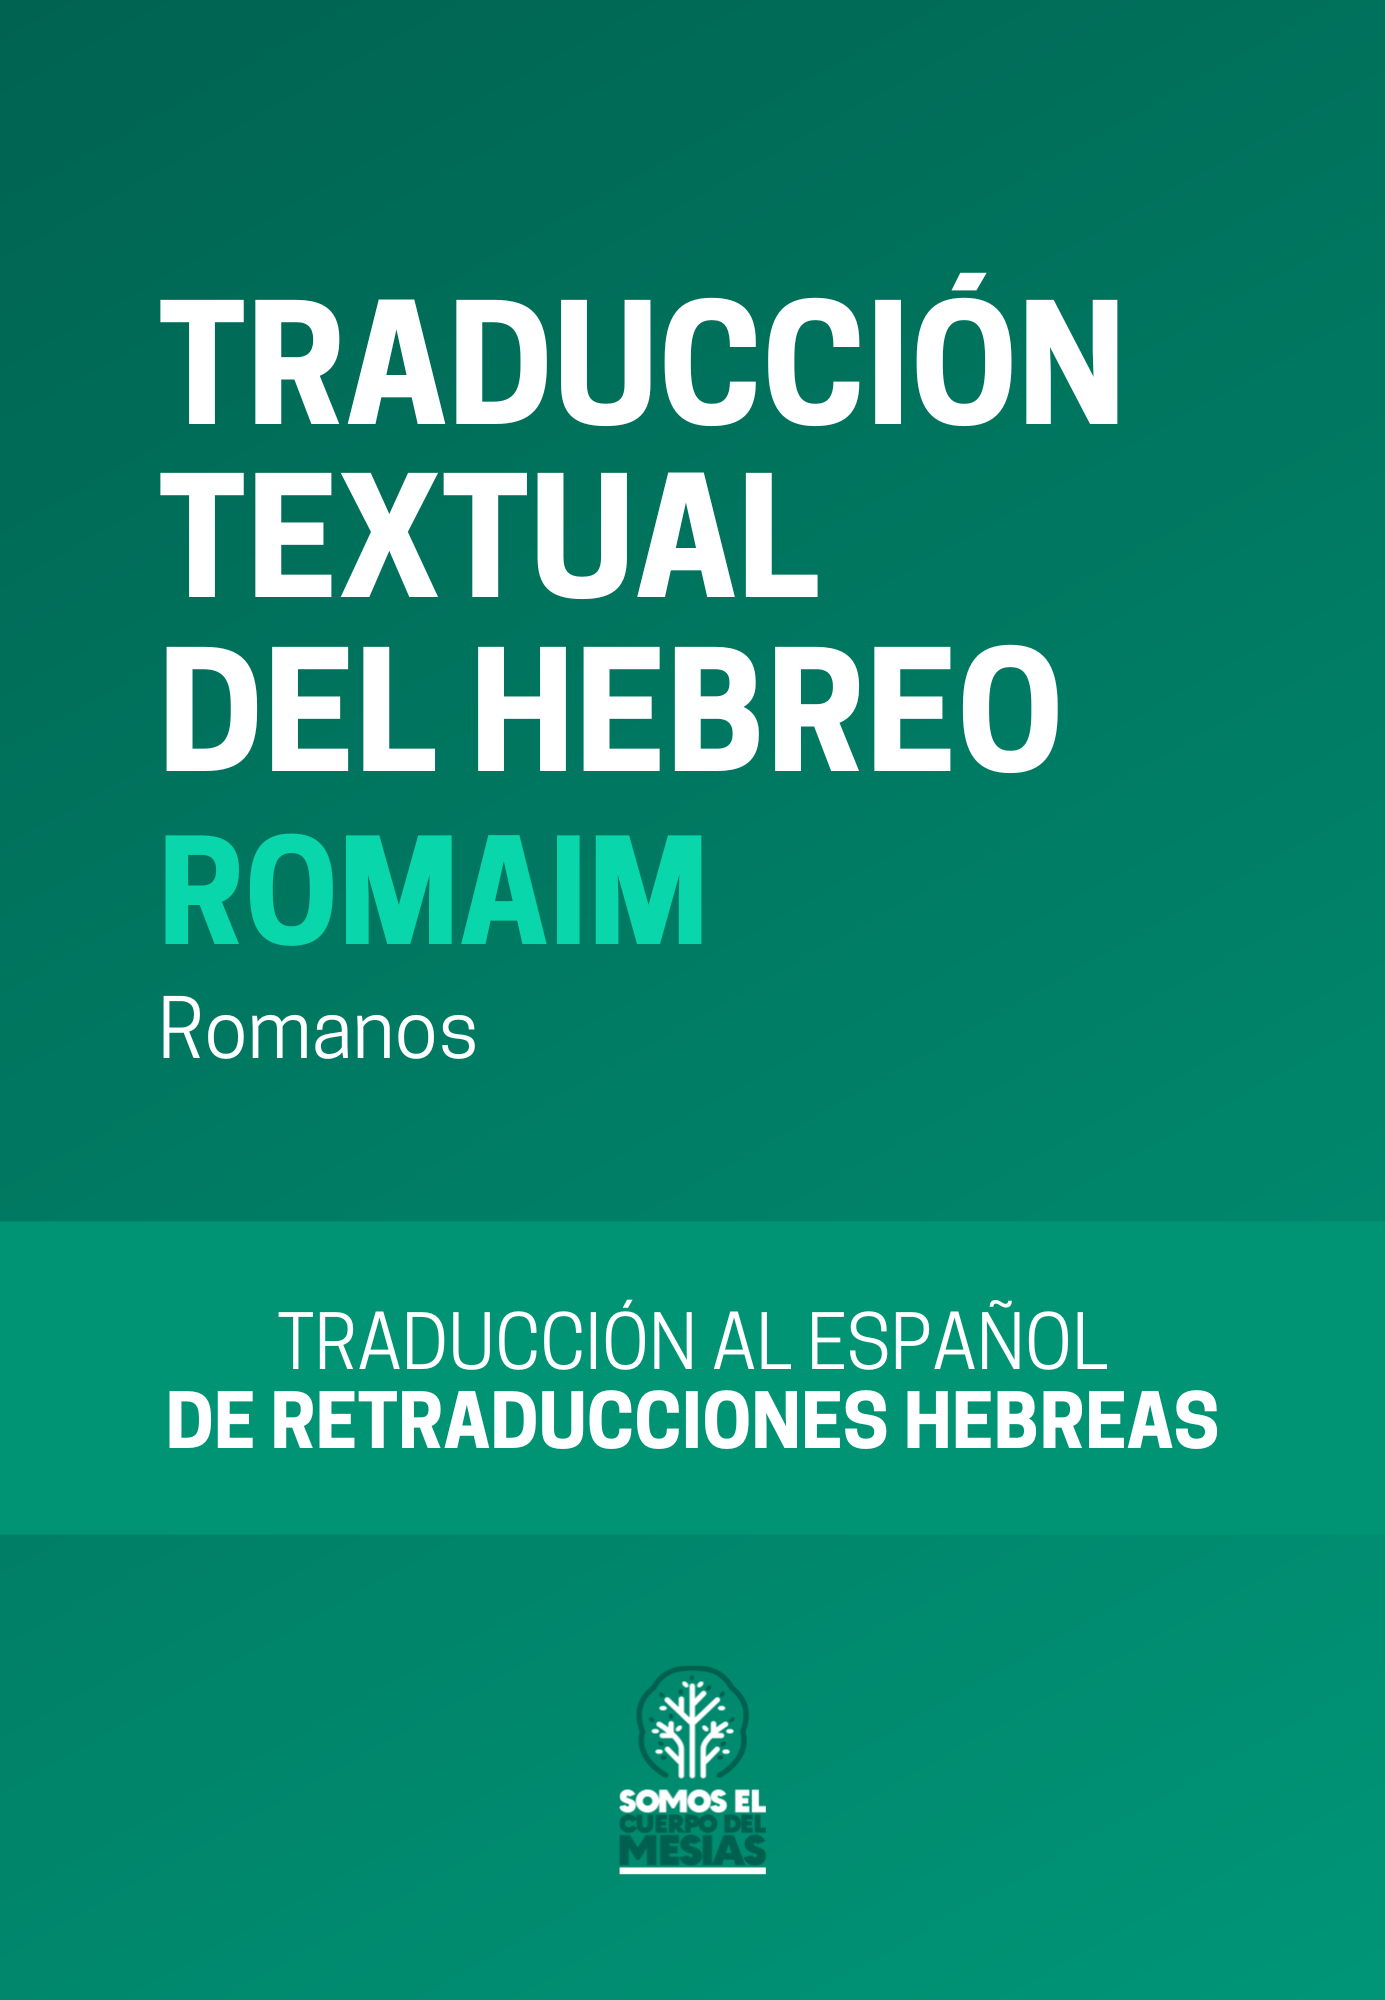 TRADUCCIÓN
TEXTUAL
DEL HEBREO
ROMAIM
Romanos
TRADUCCIÓN AL ESPAÑOL
DE RETRADUCCIONES HEBREAS
SOMOS EL
CUERPO DEL
MESIAS